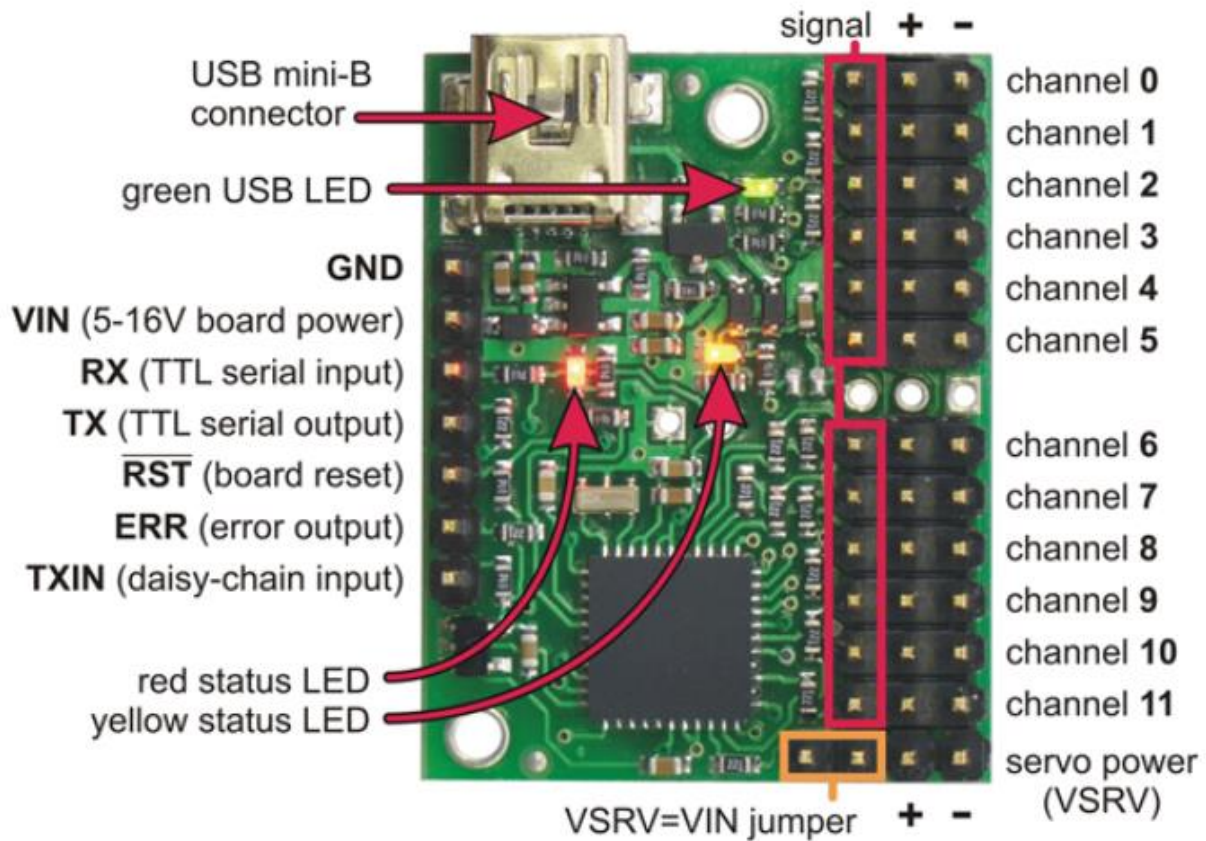 signal + -
USB mini-B
connector
green USB LED
GND
VIN (5-16V board power)
RX (TTL serial input)
TX (TTL serial output)
RST (board reset)
ERR (error output)
TXIN (daisy-chain input)
red status LED
yellow status LED
channel 0
channel 1
channel 2
channel 3
channel 4
channel 5
channel 6
channel 7
channel 8
channel 9
channel 10
channel 11
servo power
(VSRV)
VSRV=VIN jumper + -